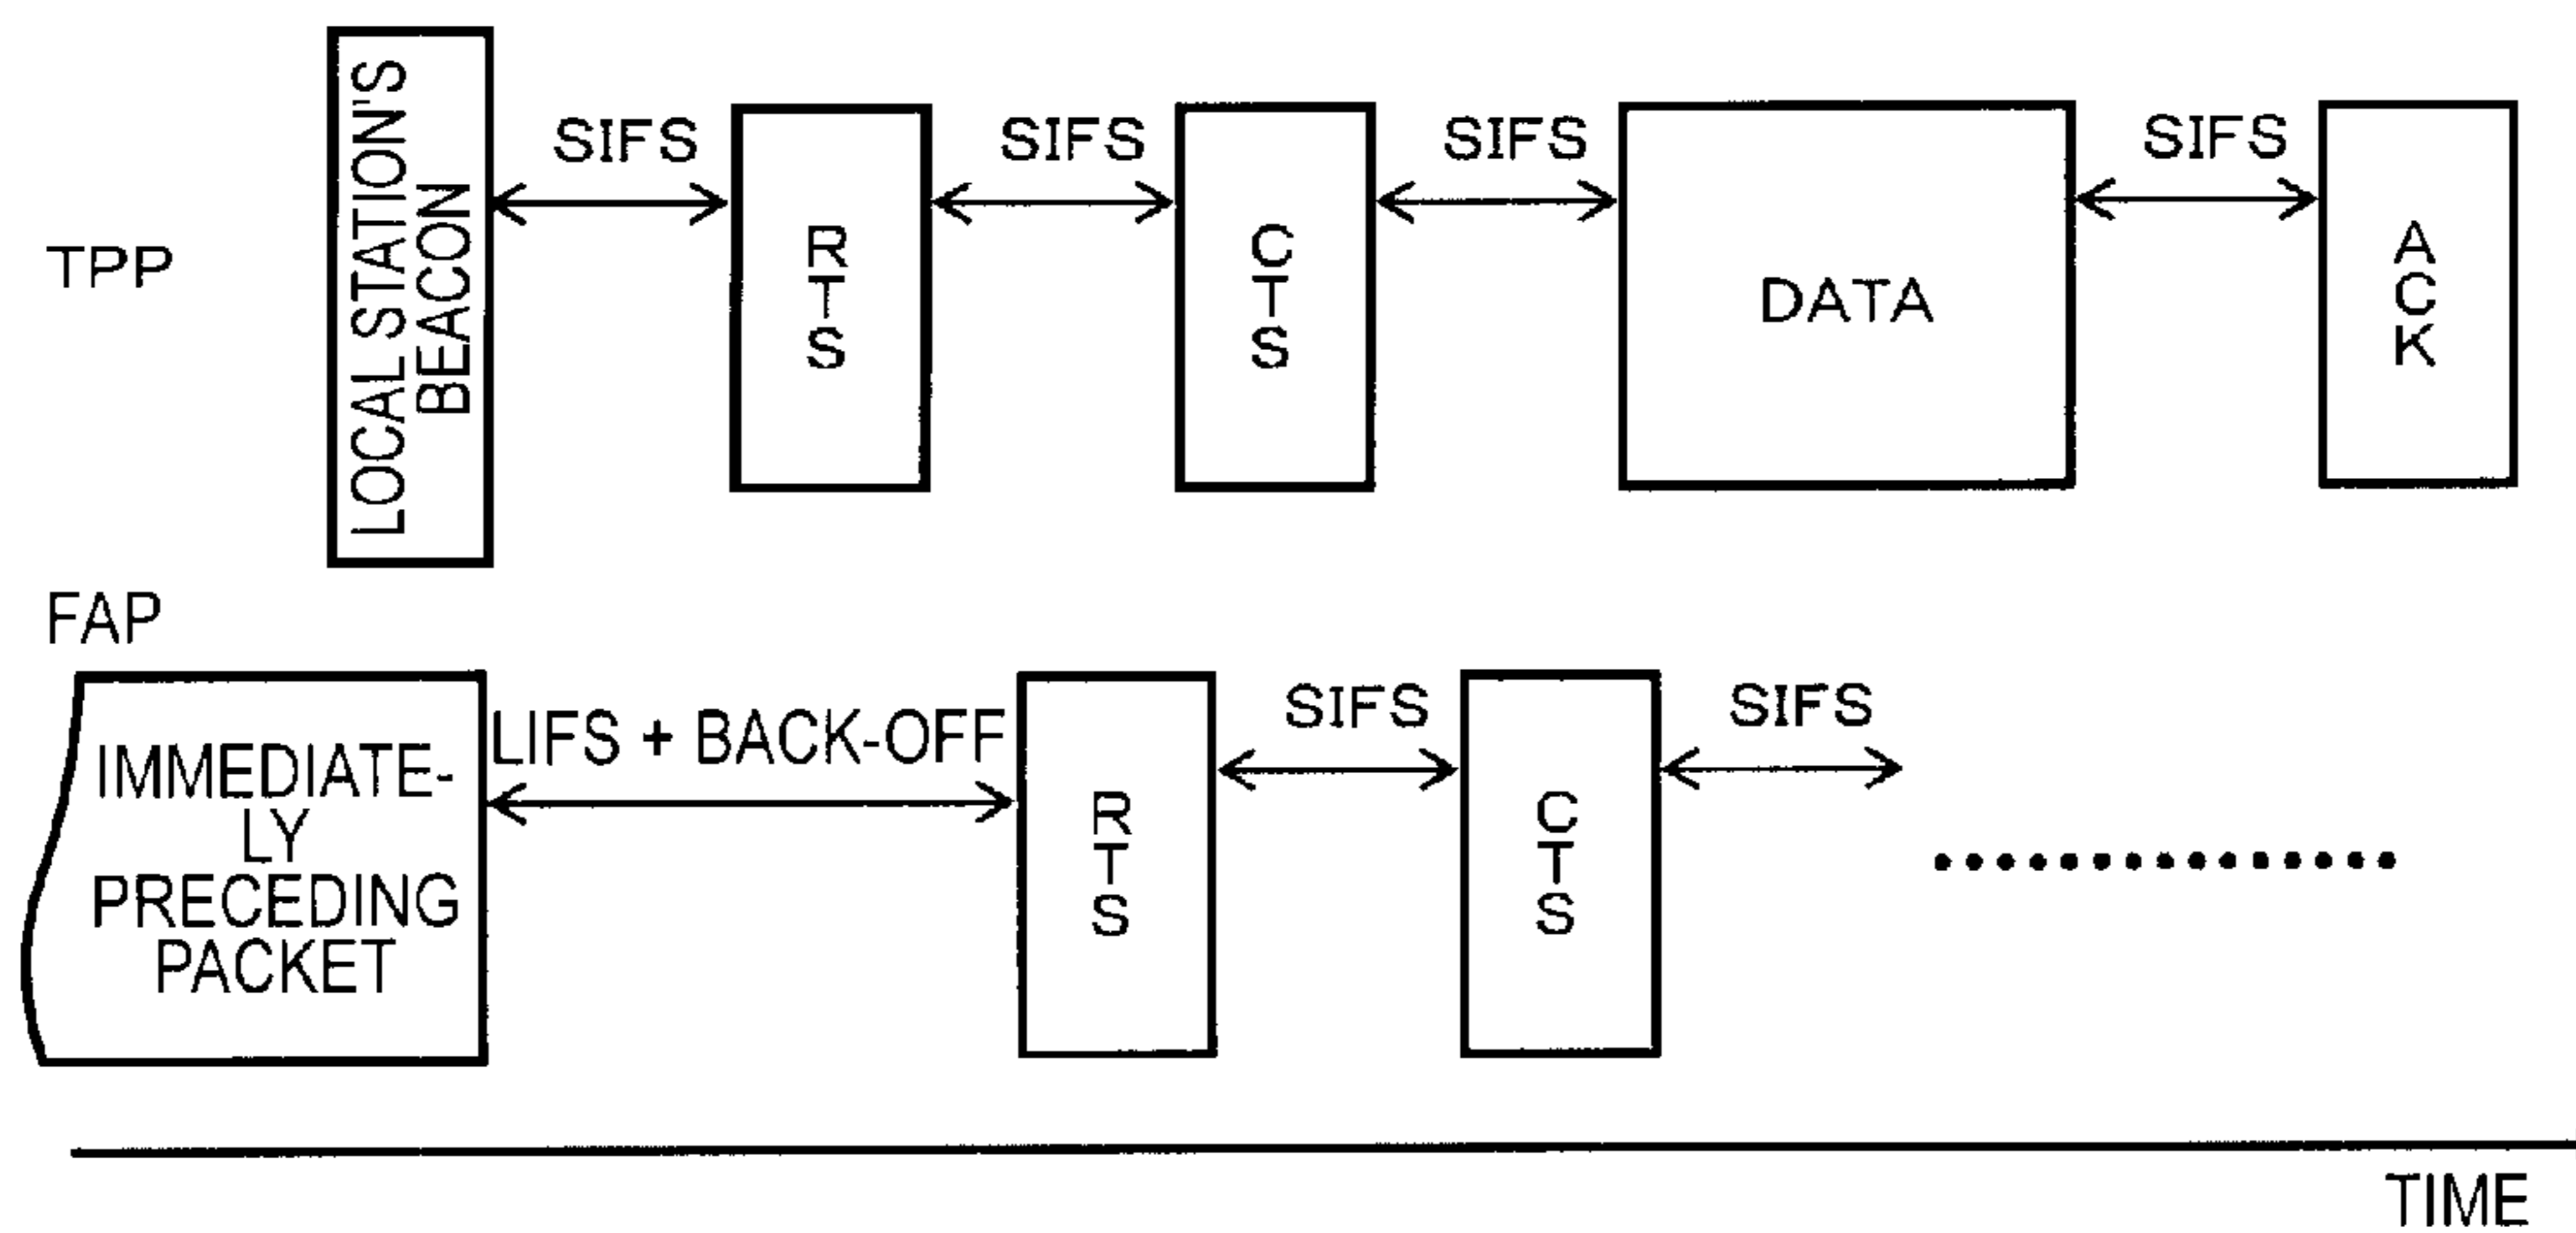 LOCAL STATION'S
BEACON
SIFS
SIFS
SIFS
SIFS
TPP
RTS
CTS
DATA
ACK
FAP
IMMEDIATE-
LY
PRECEDING
PACKET
LIFS + BACK-OFF
RTS
SIFS
CTS
SIFS
TIME